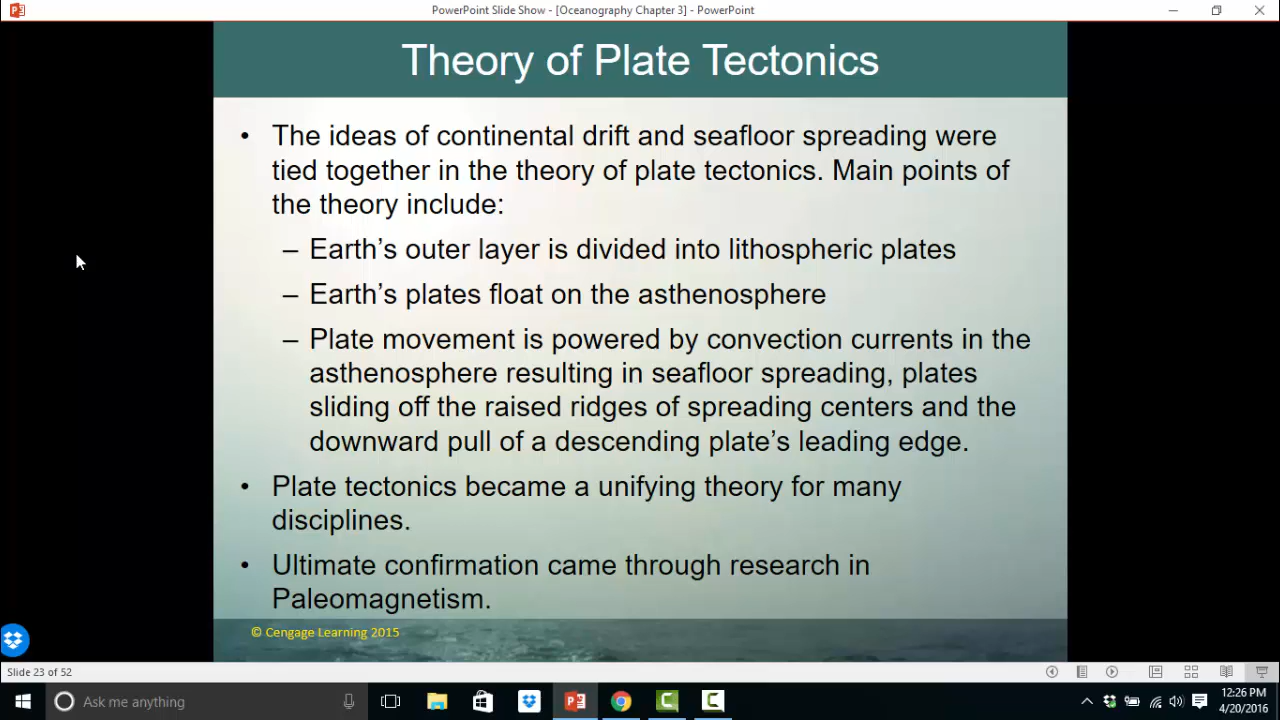 PowerPoint Slide Show - [Oceanography Chapter 3] - PowerPoint
Theory of Plate Tectonics
• The ideas of continental drift and seafloor spreading were
tied together in the theory of plate tectonics. Main points of
the theory include:
– Earth’s outer layer is divided into lithospheric plates
– Earth’s plates float on the asthenosphere
– Plate movement is powered by convection currents in the
asthenosphere resulting in seafloor spreading, plates
sliding off the raised ridges of spreading centers and the
downward pull of a descending plate’s leading edge.
• Plate tectonics became a unifying theory for many
disciplines.
• Ultimate confirmation came through research in
Paleomagnetism.
© Cengage Learning 2015
Slide 23 of 52
Ask me anything
12:26 PM
4/20/2016